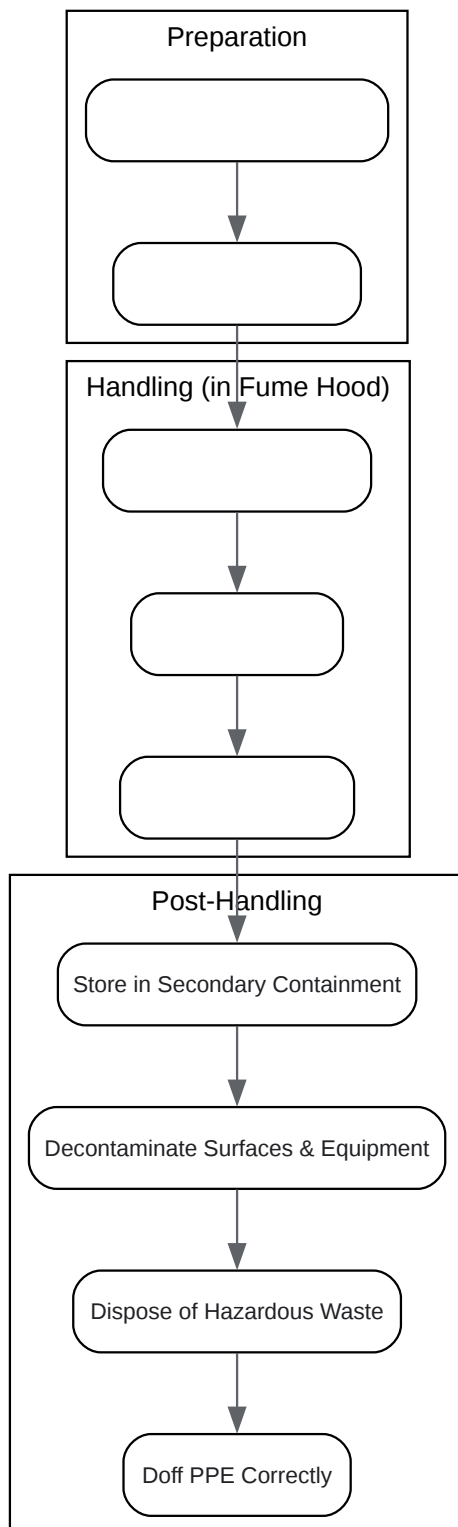 Preparation
Handling (in Fume Hood)
Post-Handling
Store in Secondary Containment
Decontaminate Surfaces & Equipment
Dispose of Hazardous Waste
Doff PPE Correctly